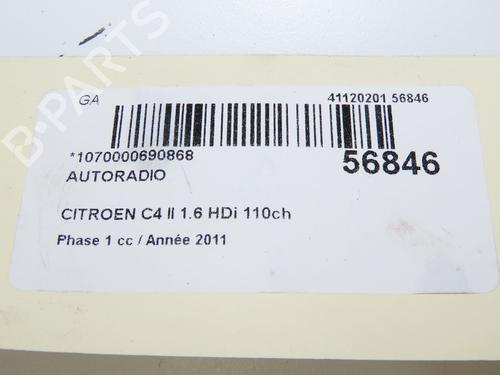 GA
41120201 56846
*1070000690868
56846
AUTORADIO
CITROEN C4 II 1.6 HDi 110ch
Phase 1 cc / Année 2011
B-PARTS